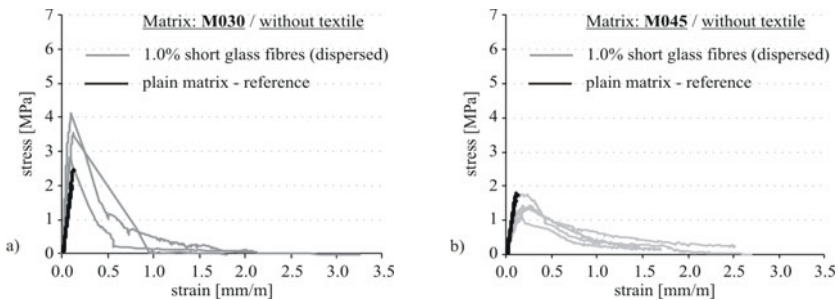 Matrix: M030 / without textile
1.0% short glass fibres (dispersed)
plain matrix - reference
stress [MPa]
7
6
5
4
3
2
1
0
0.0 0.5 1.0 1.5 2.0 2.5 3.0 3.5
strain [mm/m]
a)
Matrix: M045 / without textile
1.0% short glass fibres (dispersed)
plain matrix - reference
stress [MPa]
7
6
5
4
3
2
1
0
0.0 0.5 1.0 1.5 2.0 2.5 3.0 3.5
strain [mm/m]
b)